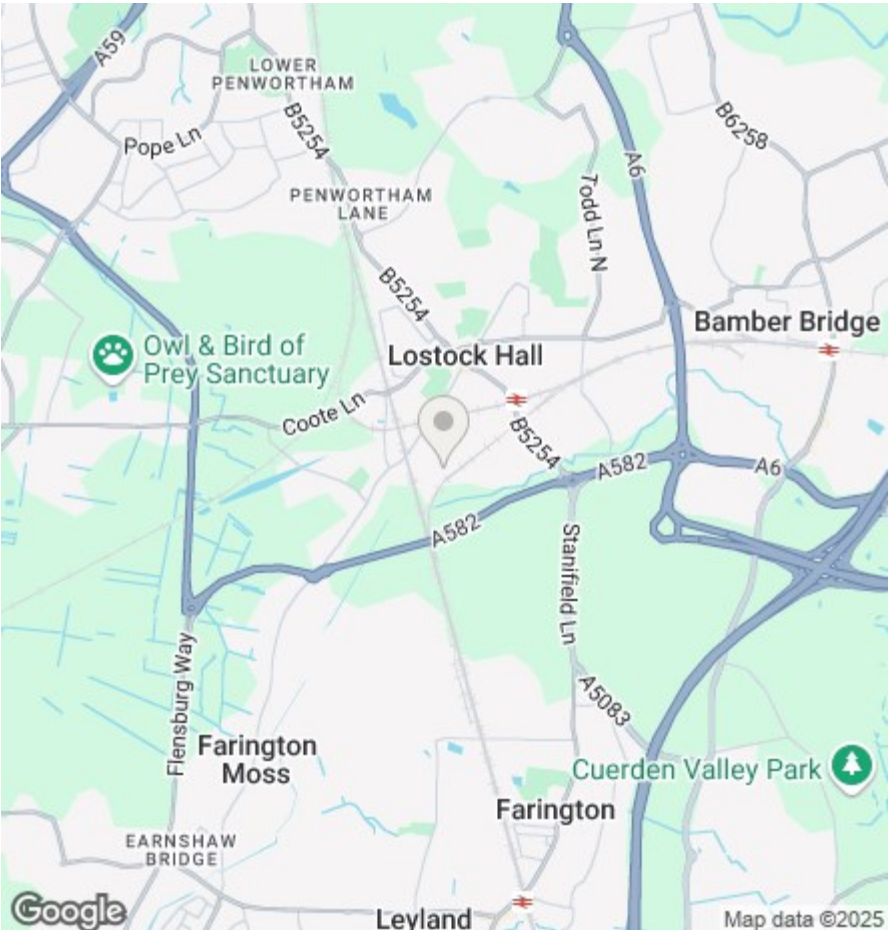 A59
LOWER
PENWORTHAM
B5254
B6258
Pope Ln
A6
PENWORTHAM
LANE
Todd Ln N
B5254
Bamber Bridge
Owl & Bird of
Prey Sanctuary
Lostock Hall
Coote Ln
B5254
A582
A6
A582
Stanifield Ln
Flensburg Way
A5083
Farington
Moss
Cuerden Valley Park
Farington
EARNSHAW
BRIDGE
Google
Leyland
Map data ©2025